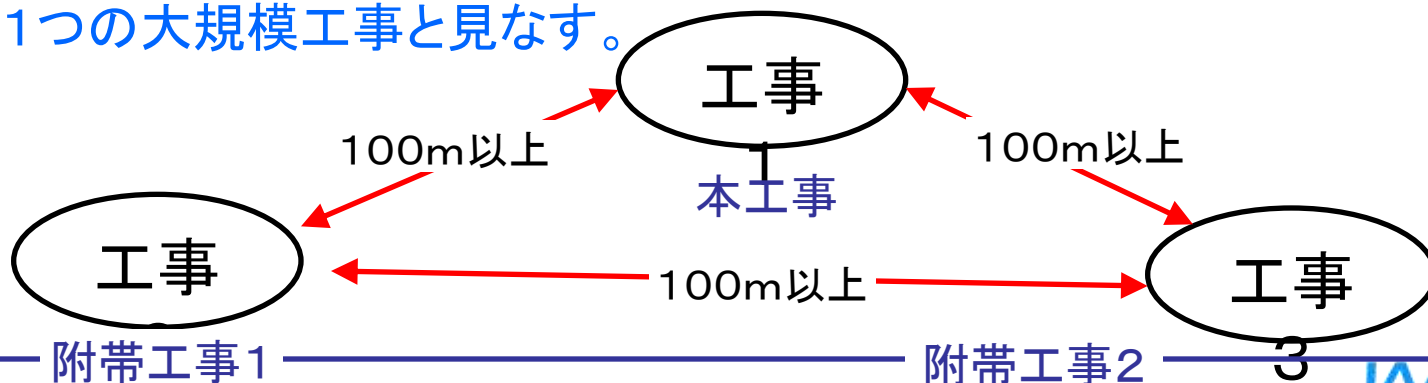 1つの大規模工事と見なす。
工事
1
100m以上
100m以上
本工事
工事
100m以上
工事
3
附帯工事1
附帯工事2